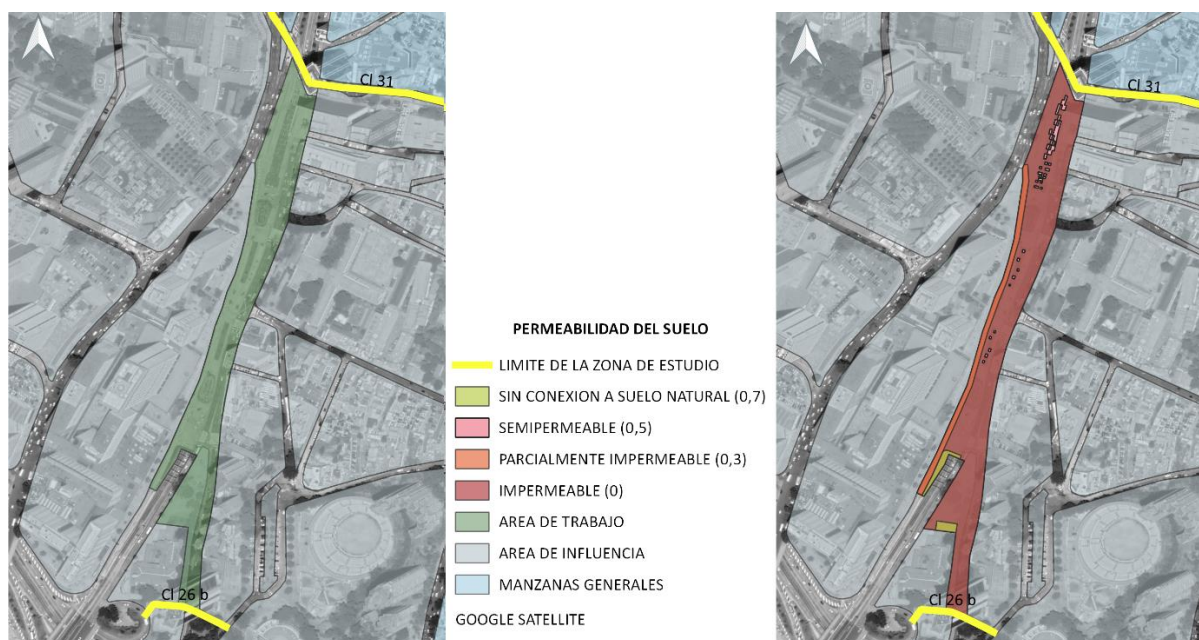 Cl 31
Cl 26 b
PERMEABILIDAD DEL SUELO
LIMITE DE LA ZONA DE ESTUDIO
SIN CONEXION A SUELO NATURAL (0,7)
SEMIPERMEABLE (0,5)
PARCIALMENTE IMPERMEABLE (0,3)
IMPERMEABLE (0)
AREA DE TRABAJO
AREA DE INFLUENCIA
MANZANAS GENERALES
GOOGLE SATELLITE
Cl 31
Cl 26 b